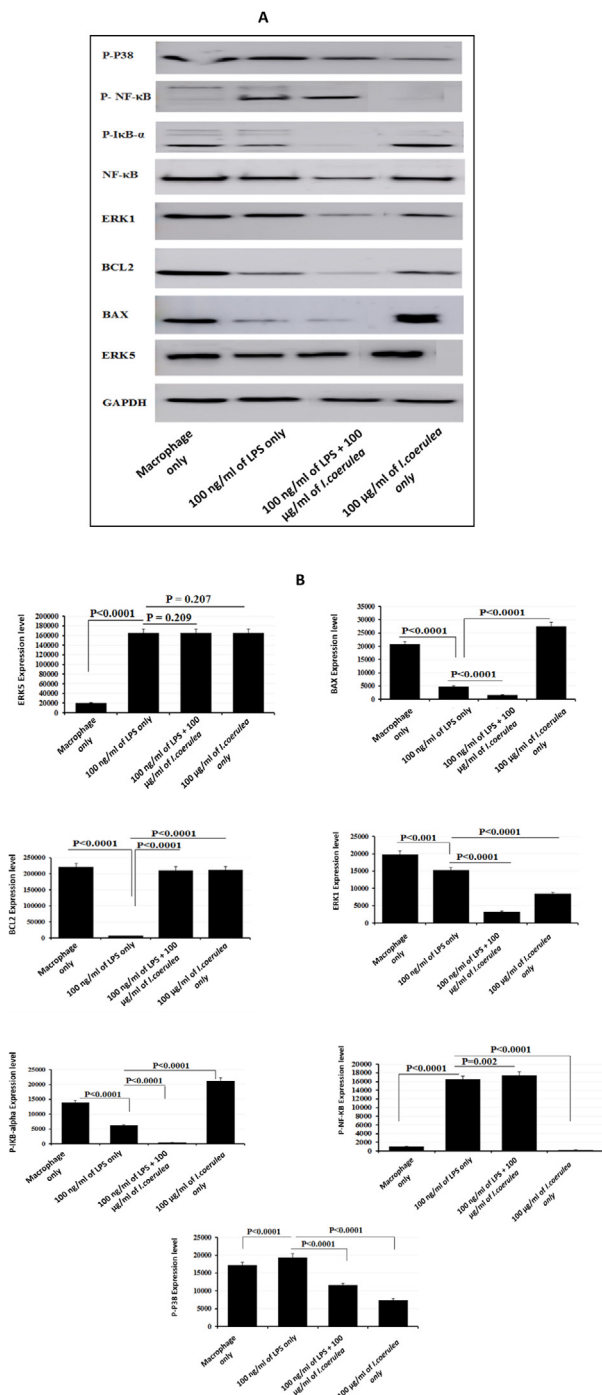 A
P-P38
P- NF-κB
P-IκB-α
NF-κB
ERK1
BCL2
BAX
ERK5
GAPDH
Macrophage
only
100 ng/ml of LPS only
100 ng/ml of LPS + 100
µg/ml of I.coerulea
100 µg/ml of I.coerulea
only
B
ERK5 Expression level
200000
180000
160000
140000
120000
100000
80000
60000
40000
20000
0
P<0.0001
P = 0.207
P = 0.209
Macrophage
only
100 ng/ml of LPS only
100 ng/ml of LPS + 100
µg/ml of I.coerulea
100 µg/ml of I.coerulea
only
BAX Expression level
35000
30000
25000
20000
15000
10000
5000
0
P<0.0001
P<0.0001
P<0.0001
Macrophage
only
100 ng/ml of LPS only
100 ng/ml of LPS + 100
µg/ml of I.coerulea
100 µg/ml of I.coerulea
only
BCL2 Expression level
250000
200000
150000
100000
50000
0
P<0.0001
P<0.0001 P<0.0001
Macrophage
only
100 ng/ml of LPS only
100 ng/ml of LPS + 100
µg/ml of I.coerulea
100 µg/ml of I.coerulea
only
ERK1 Expression level
25000
20000
15000
10000
5000
0
P<0.001
P<0.0001
P<0.0001
Macrophage
only
100 ng/ml of LPS only
100 ng/ml of LPS + 100
µg/ml of I.coerulea
100 µg/ml of I.coerulea
only
P-IKB-alpha Expression level
25000
20000
15000
10000
5000
0
P<0.0001
P<0.0001
P<0.0001
Macrophage
only
100 ng/ml of LPS only
100 ng/ml of LPS + 100
µg/ml of I.coerulea
100 µg/ml of I.coerulea
only
P-NF-KB Expression level
20000
18000
16000
14000
12000
10000
8000
6000
4000
2000
0
P<0.0001
P<0.0001
P=0.002
Macrophage
only
100 ng/ml of LPS only
100 ng/ml of LPS + 100
µg/ml of I.coerulea
100 µg/ml of I.coerulea
only
P-P38 Expression level
25000
20000
15000
10000
5000
0
P<0.0001
P<0.0001
P<0.0001
Macrophage
only
100 ng/ml of LPS only
100 ng/ml of LPS + 100
µg/ml of I.coerulea
100 µg/ml of I.coerulea
only